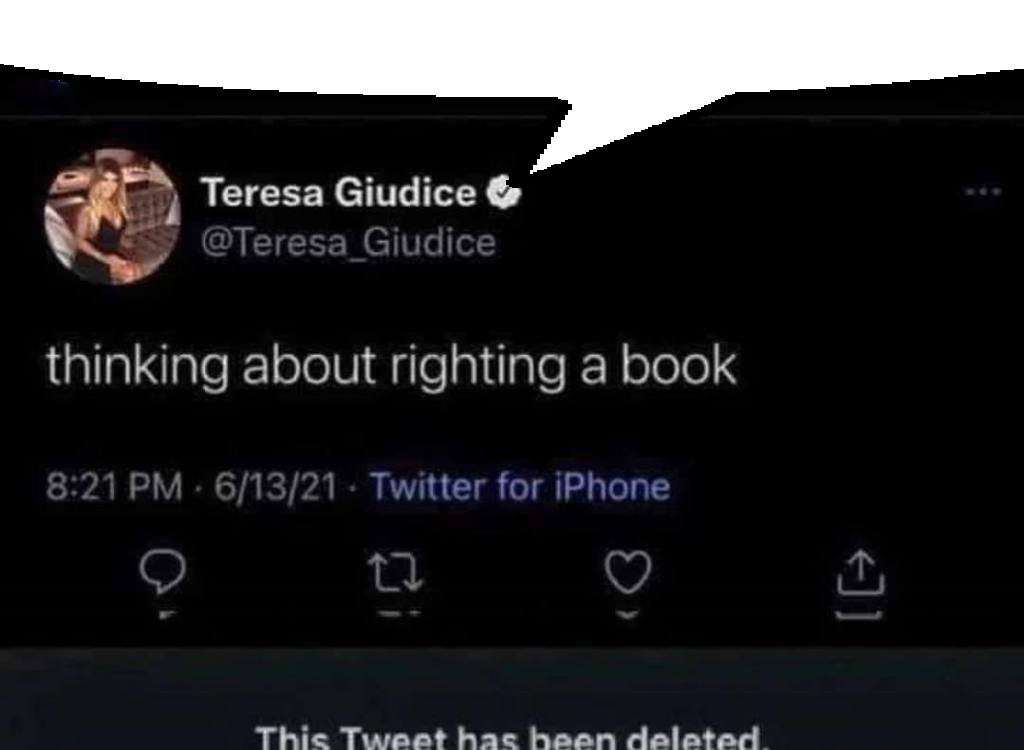 Teresa Giudice
@Teresa_Giudice
thinking about righting a book
8:21 PM · 6/13/21 · Twitter for iPhone
This Tweet has been deleted.